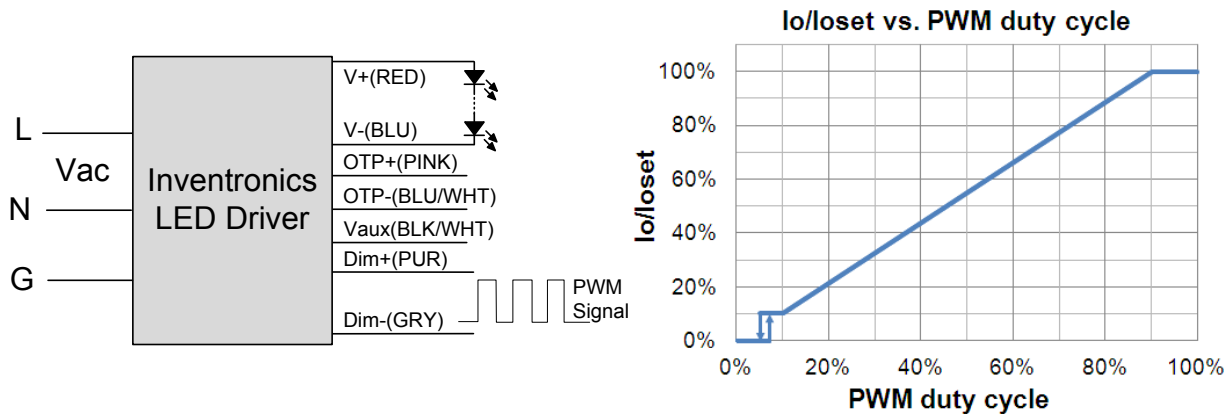 L
Vac
N
G
Inventronics
LED Driver
V+(RED)
V-(BLU)
OTP+(PINK)
OTP-(BLU/WHT)
Vaux(BLK/WHT)
Dim+(PUR)
Dim-(GRY)
PWM
Signal
Io/Ioset vs. PWM duty cycle
Io/Ioset
100%
80%
60%
40%
20%
0%
0% 20% 40% 60% 80% 100%
PWM duty cycle